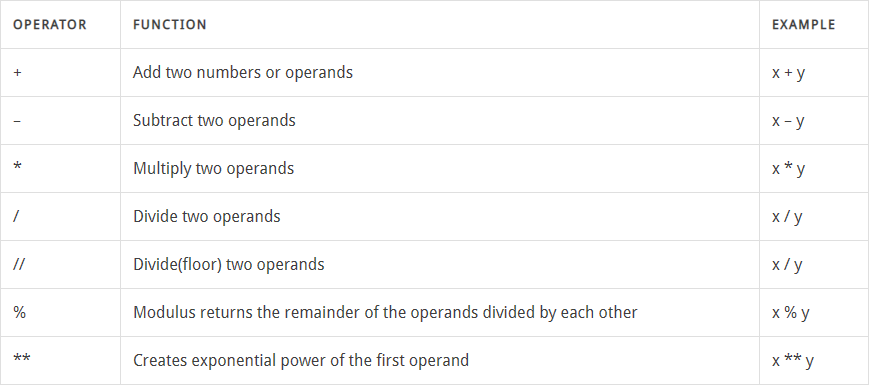 OPERATOR FUNCTION EXAMPLE
+ Add two numbers or operands x + y
– Subtract two operands x – y
* Multiply two operands x * y
/ Divide two operands x / y
// Divide(floor) two operands x / y
% Modulus returns the remainder of the operands divided by each other x % y
** Creates exponential power of the first operand x ** y